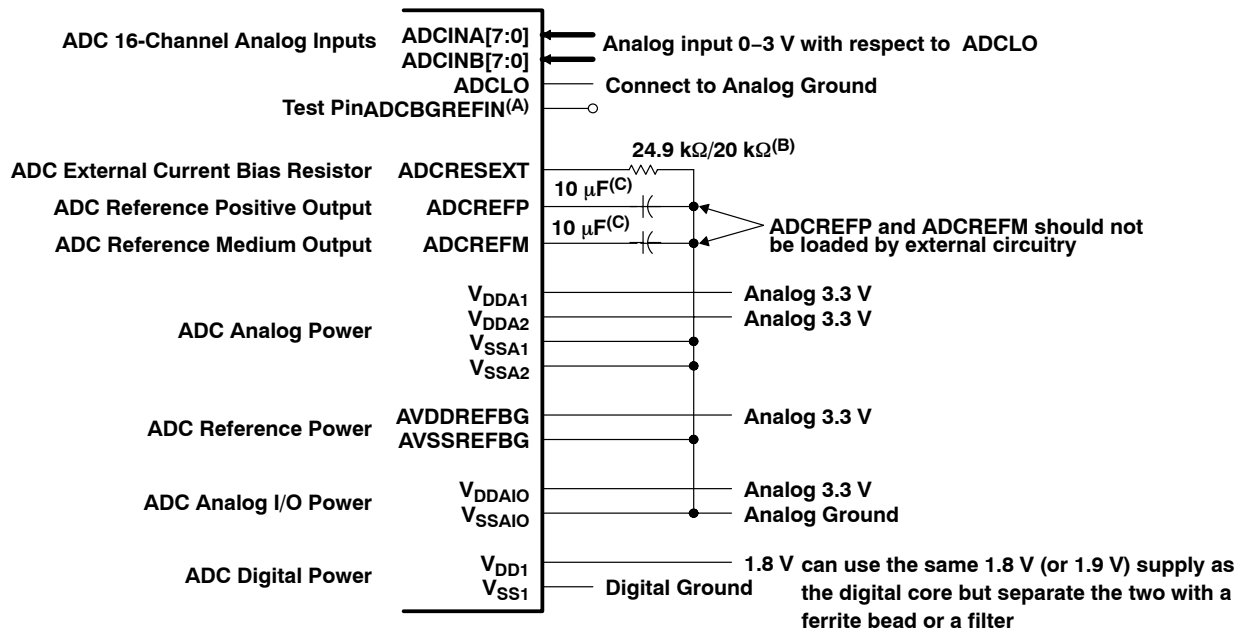 ADC 16-Channel Analog Inputs ADCINA[7:0] Analog input 0–3 V with respect to ADCLO
ADCINB[7:0]
ADCLO Connect to Analog Ground
Test PinADCBGREFIN(A)
24.9 kΩ/20 kΩ(B)
ADC External Current Bias Resistor ADCRESEXT
10 μF(C)
ADC Reference Positive Output ADCREFP
10 μF(C)
ADCREFP and ADCREFM should not
be loaded by external circuitry
ADC Reference Medium Output ADCREFM
VDDA1 Analog 3.3 V
VDDA2 Analog 3.3 V
ADC Analog Power
VSSA1
VSSA2
AVDDREFBG Analog 3.3 V
ADC Reference Power
AVSSREFBG
VDDAIO Analog 3.3 V
ADC Analog I/O Power
VSSAIO Analog Ground
VDD1 1.8 V can use the same 1.8 V (or 1.9 V) supply as
ADC Digital Power
VSS1 Digital Ground the digital core but separate the two with a
ferrite bead or a filter